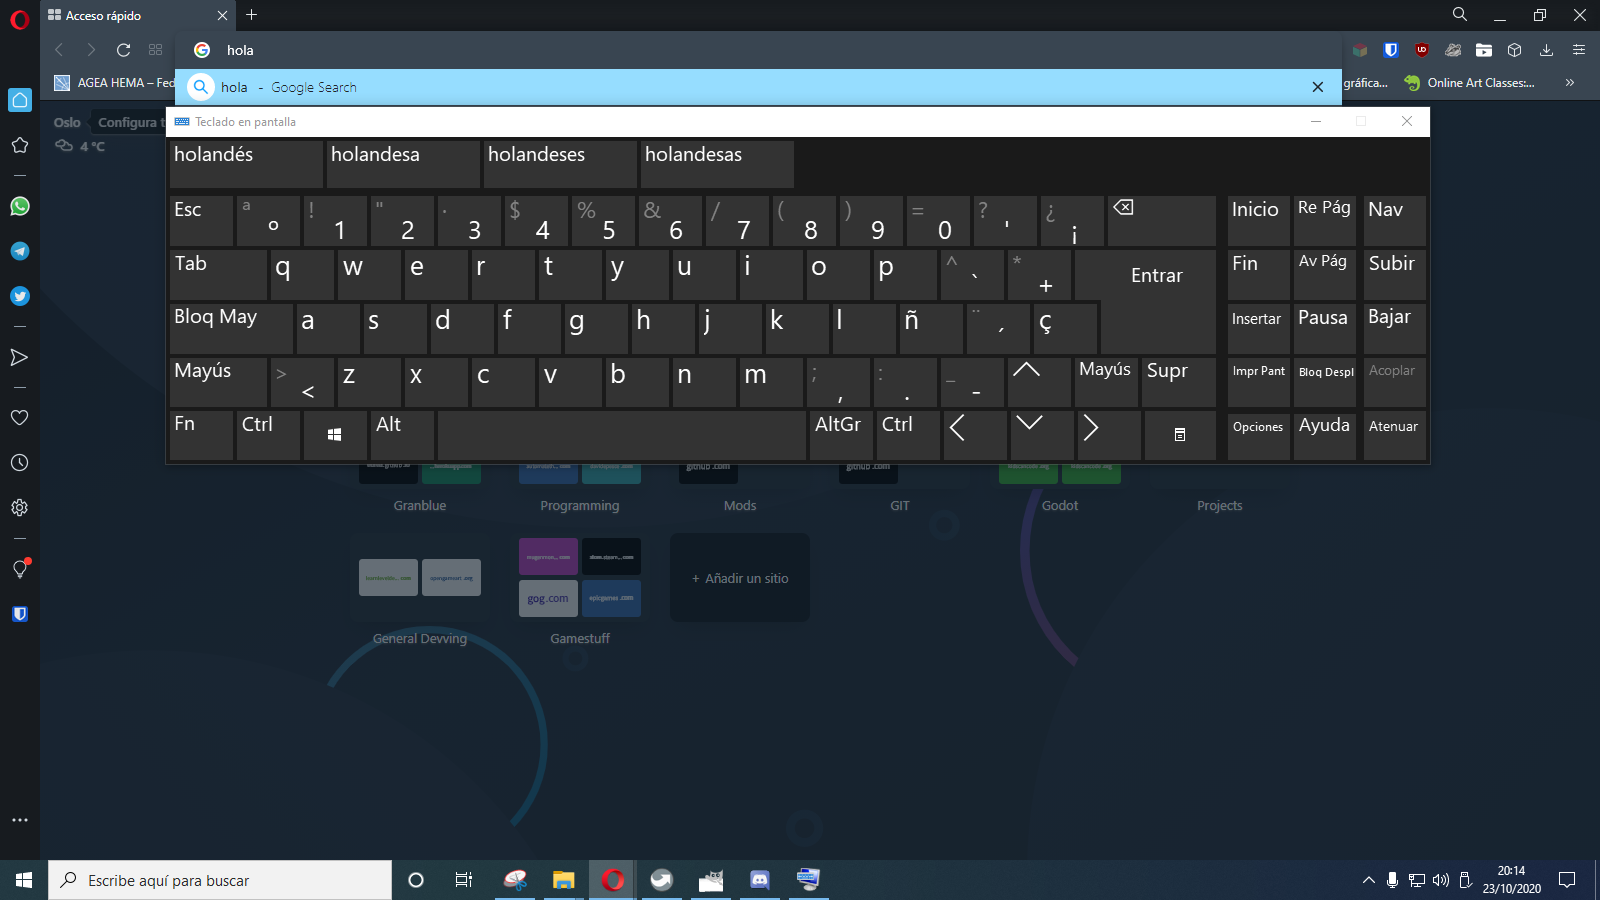 Acceso rápido
hola
AGEA HEMA – Fed
gráfica...
Online Art Classes:...
hola - Google Search
Oslo
Configura t
4 °C
Teclado en pantalla
holandés holandesa holandeses holandesas
Esc ª º ! 1 " 2 · 3 $ 4 % 5 & 6 / 7 ( 8 ) 9 = 0 ? ' ¿ ¡ Inicio Re Pág Nav
Tab q w e r t y u i o p ^ ` * + Entrar Fin Av Pág Subir
Bloq May a s d f g h j k l ñ ¨ ´ ç Insertar Pausa Bajar
Mayús > < z x c v b n m ; , : . _ - Mayús Supr Impr Pant Bloq Despl Acoplar
Fn Ctrl Alt AltGr Ctrl Opciones Ayuda Atenuar
github.com
github.com
Granblue Programming Mods GIT Godot Projects
gog.com
epicgames.com
+ Añadir un sitio
General Devving Gamestuff
Escribe aquí para buscar
20:14
23/10/2020